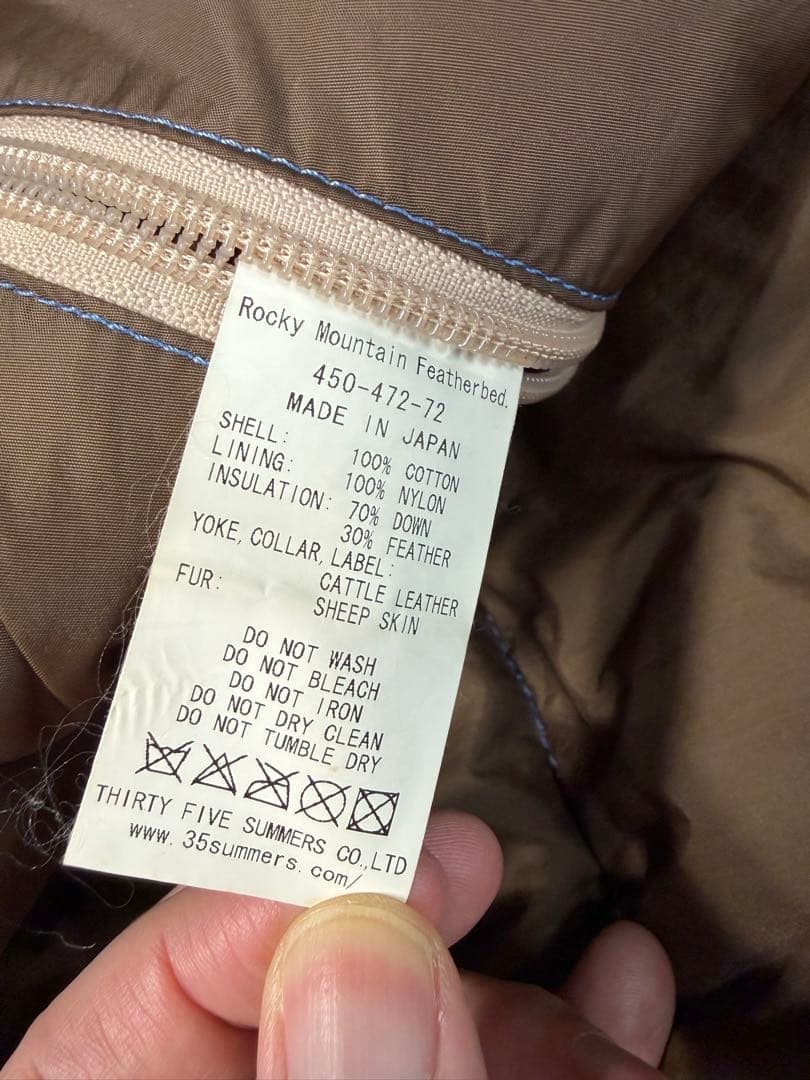 Rocky Mountain Featherbed.
450-472-72
MADE IN JAPAN
SHELL: 100% COTTON
LINING: 100% NYLON
INSULATION: 70% DOWN
30% FEATHER
YOKE, COLLAR, LABEL:
CATTLE LEATHER
FUR: SHEEP SKIN
DO NOT WASH
DO NOT BLEACH
DO NOT IRON
DO NOT DRY CLEAN
DO NOT TUMBLE DRY
THIRTY FIVE SUMMERS CO.,LTD
www. 35summers. com/